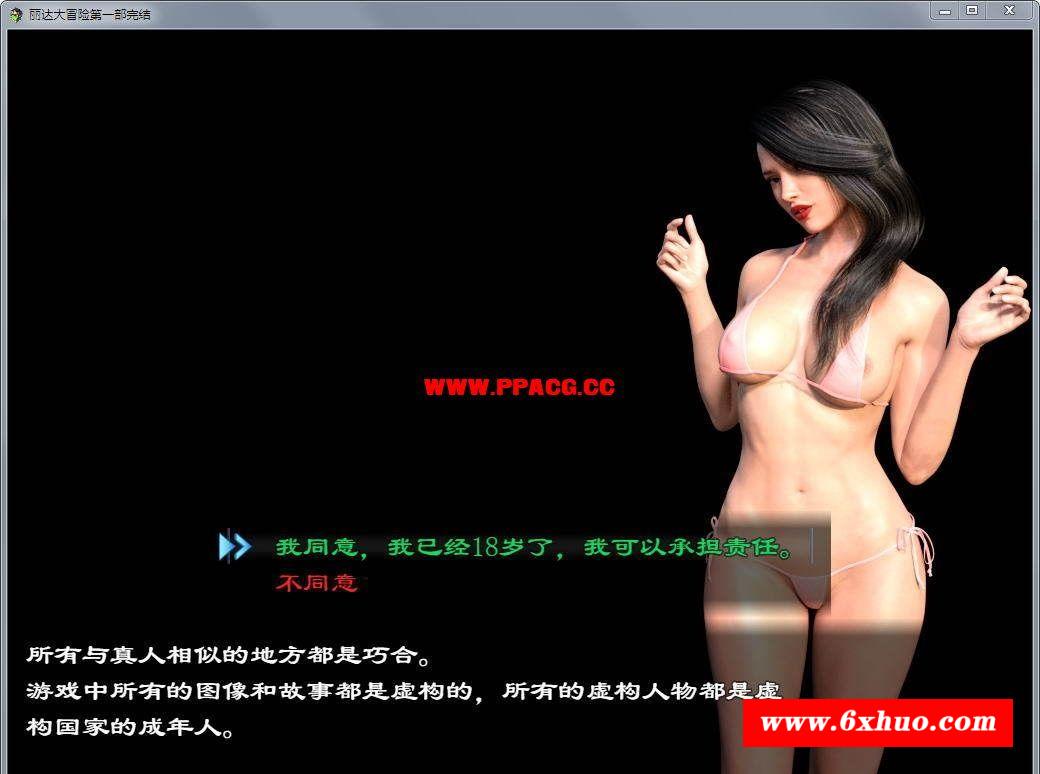 丽达大冒险第一部完结
WWW.PPACG.CC
我同意，我已经18岁了，我可以承担责任。
不同意
所有与真人相似的地方都是巧合。
游戏中所有的图像和故事都是虚构的，所有的虚构人物都是虚
构国家的成年人。
www.6xhuo.com